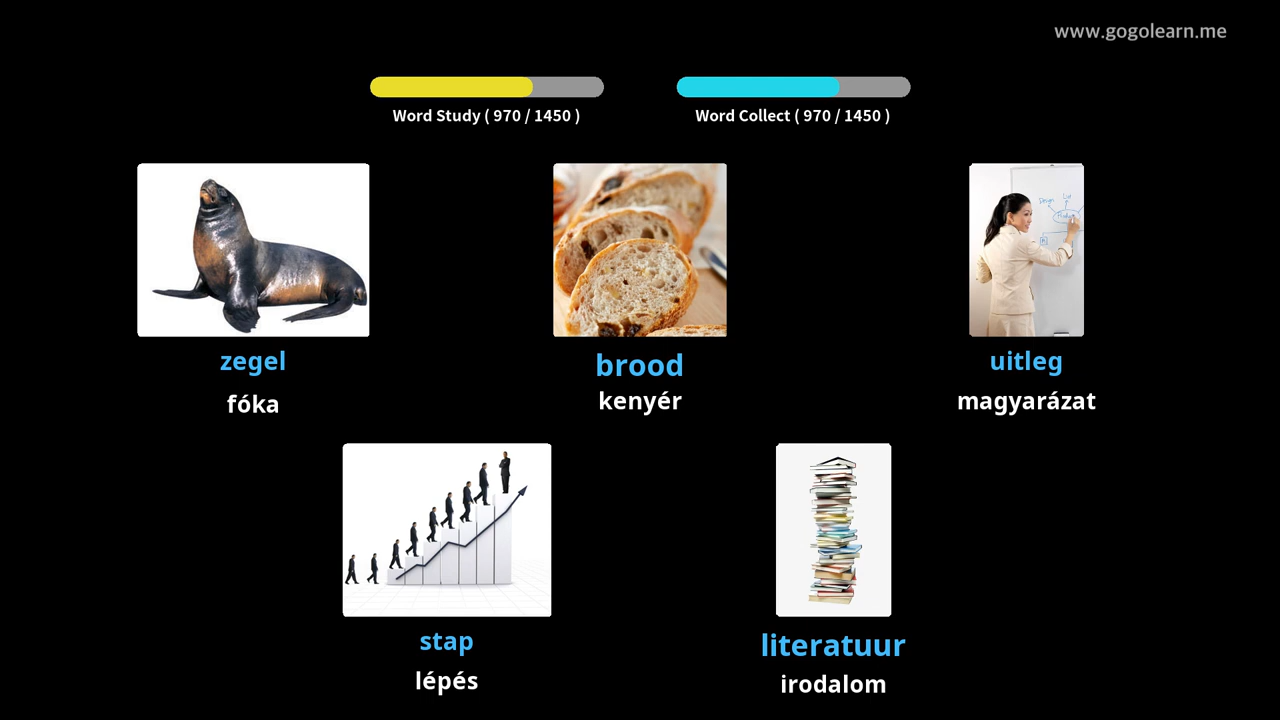 www.gogolearn.me
Word Study ( 970 / 1450 )
Word Collect ( 970 / 1450 )
zegel
fóka
brood
kenyér
uitleg
magyarázat
stap
lépés
literatuur
irodalom